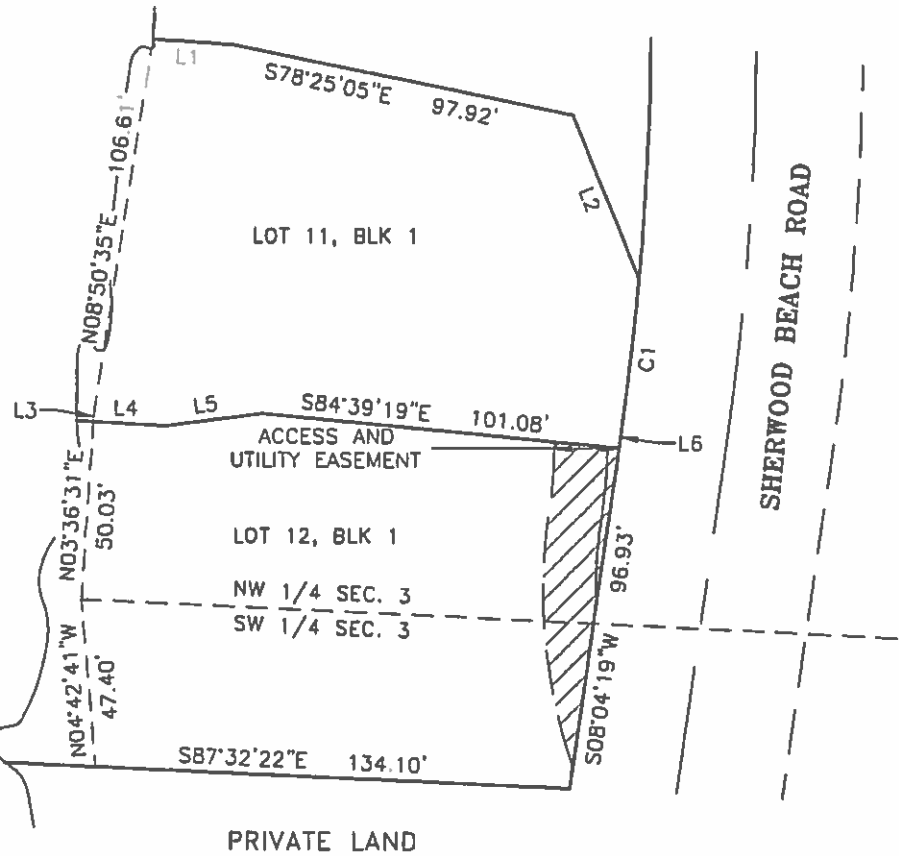 L1
S78°25'05"E 97.92'
N08°50'35"E 106.61'
L2
LOT 11, BLK 1
SHERWOOD BEACH ROAD
C1
L3
L4
L5
S84°39'19"E 101.08'
L6
ACCESS AND
UTILITY EASEMENT
N03°36'31"E
50.03'
LOT 12, BLK 1
96.93'
NW 1/4 SEC. 3
SW 1/4 SEC. 3
N04°42'41"W
47.40'
S08°04'19"W
S87°32'22"E 134.10'
PRIVATE LAND